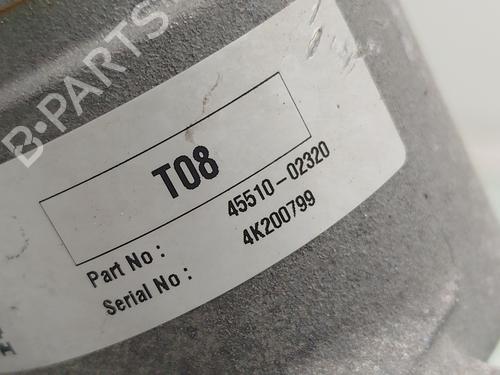 B-PARTS
T08
Part No : 45510-02320
Serial No : 4K200799